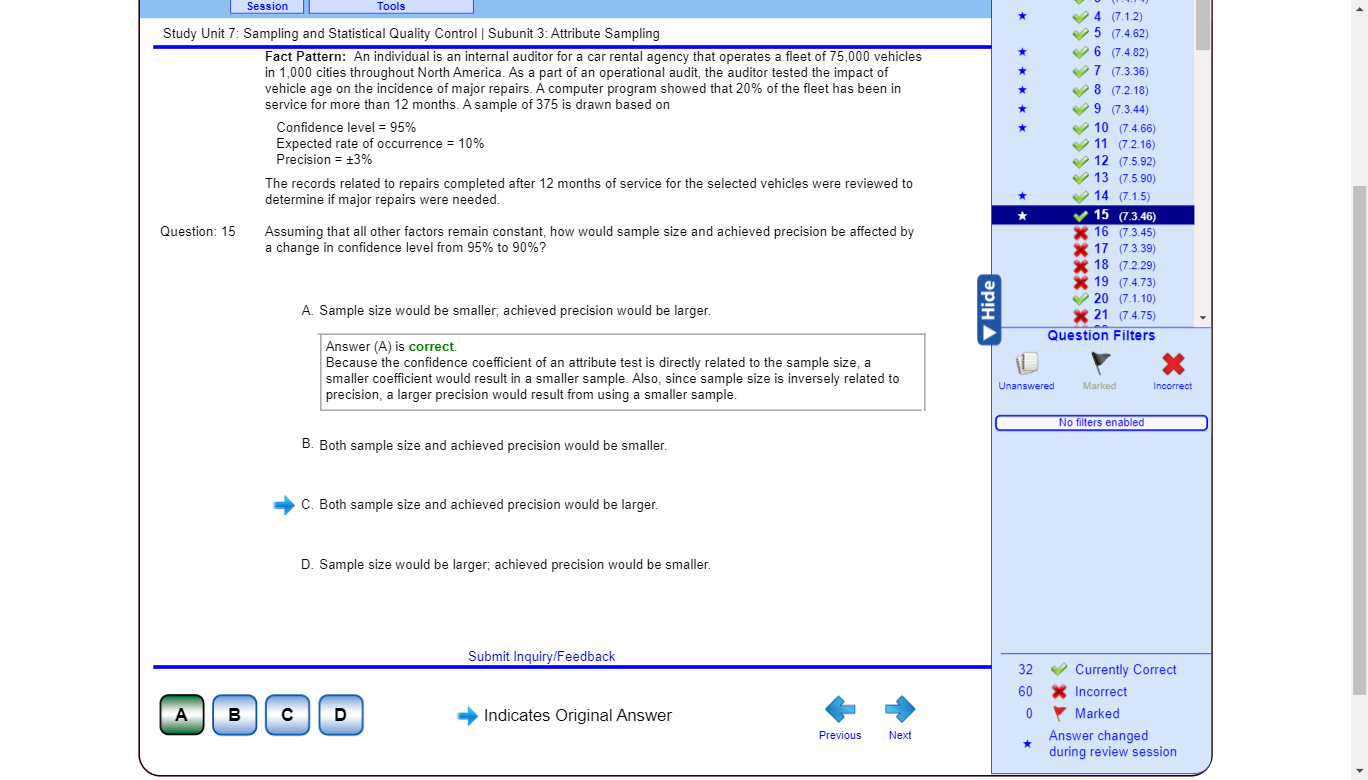 Session
Tools
Study Unit 7: Sampling and Statistical Quality Control | Subunit 3: Attribute Sampling
Fact Pattern: An individual is an internal auditor for a car rental agency that operates a fleet of 75,000 vehicles
in 1,000 cities throughout North America. As a part of an operational audit, the auditor tested the impact of
vehicle age on the incidence of major repairs. A computer program showed that 20% of the fleet has been in
service for more than 12 months. A sample of 375 is drawn based on
Confidence level = 95%
Expected rate of occurrence = 10%
Precision = ±3%
The records related to repairs completed after 12 months of service for the selected vehicles were reviewed to
determine if major repairs were needed.
Question: 15
Assuming that all other factors remain constant, how would sample size and achieved precision be affected by
a change in confidence level from 95% to 90%?
A. Sample size would be smaller; achieved precision would be larger.
Answer (A) is correct.
Because the confidence coefficient of an attribute test is directly related to the sample size, a
smaller coefficient would result in a smaller sample. Also, since sample size is inversely related to
precision, a larger precision would result from using a smaller sample.
B. Both sample size and achieved precision would be smaller.
C. Both sample size and achieved precision would be larger.
D. Sample size would be larger; achieved precision would be smaller.
Submit Inquiry/Feedback
A
B
C
D
Indicates Original Answer
Previous
Next
4 (7.1.2)
5 (7.4.62)
6 (7.4.82)
7 (7.3.36)
8 (7.2.18)
9 (7.3.44)
10 (7.4.66)
11 (7.2.16)
12 (7.5.92)
13 (7.5.90)
14 (7.1.5)
15 (7.3.46)
16 (7.3.45)
17 (7.3.39)
18 (7.2.29)
19 (7.4.73)
20 (7.1.10)
21 (7.4.75)
Hide
Question Filters
Unanswered
Marked
Incorrect
No filters enabled
32 Currently Correct
60 Incorrect
0 Marked
Answer changed
during review session